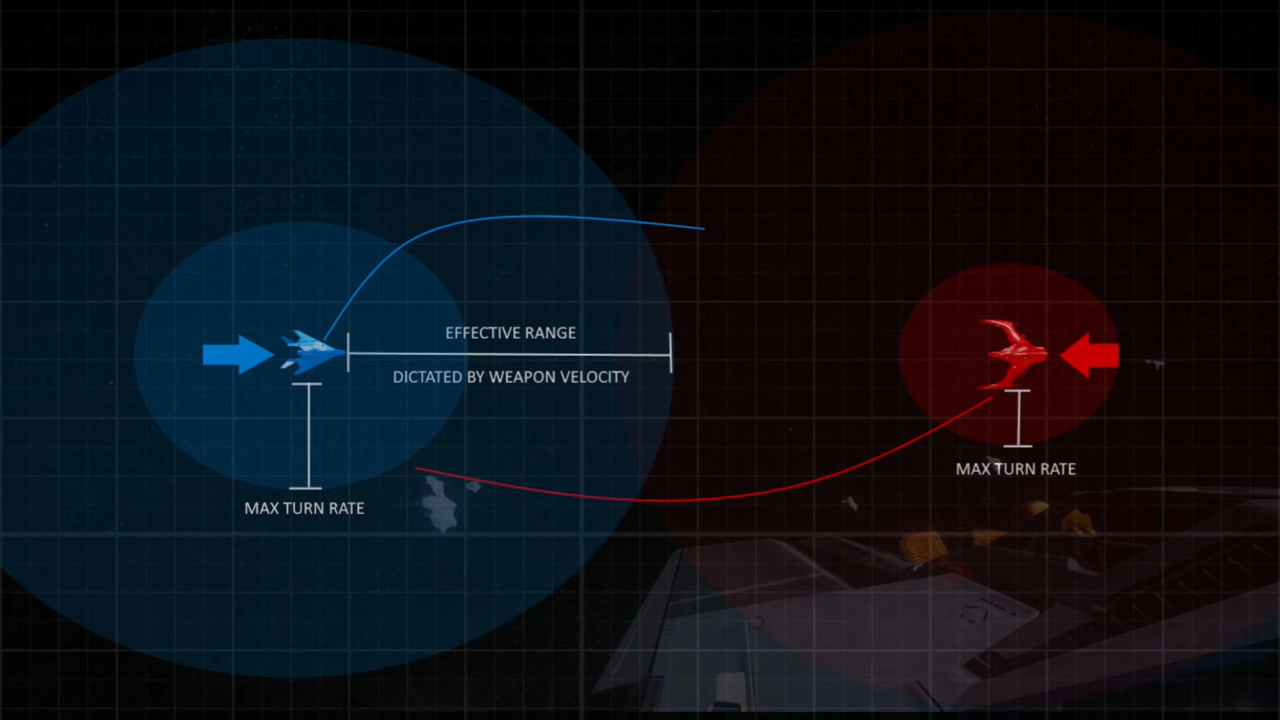 EFFECTIVE RANGE
DICTATED BY WEAPON VELOCITY
MAX TURN RATE
MAX TURN RATE